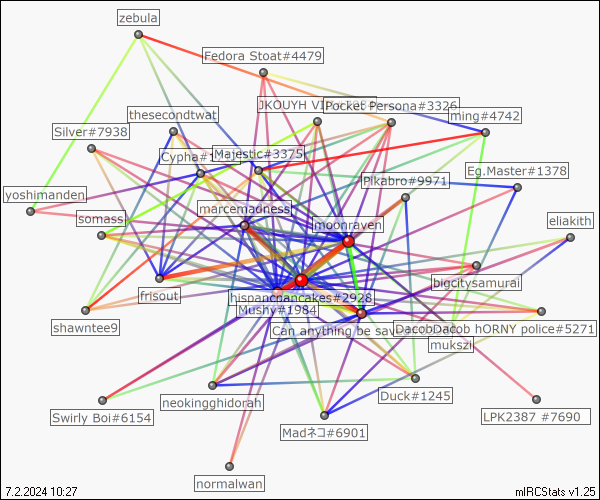 zebula
Fedora Stoat#4479
JKOUYH VI
Pocket Persona#3326
thesecondtwat
ming#4742
Silver#7938
Cypha#1
Majestic#3375
Eg.Master#1378
Pikabro#9971
yoshimanden
marcemadness
somass
moonraven
eliakith
bigcitysamurai
frisout
hispancrancakes#2928
Mushy#1984
shawntee9
Can anything be save
DacobDacob hORNY police#5271
mukszi
Duck#1245
neokingghidorah
Swirly Boi#6154
LPK2387 #7690
Madネコ#6901
normalwan
7.2.2024 10:27
mIRCStats v1.25